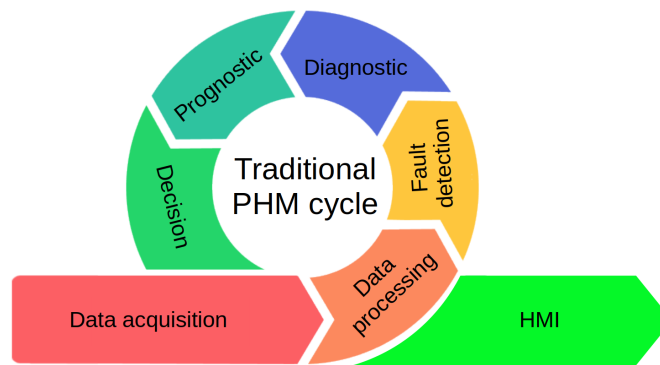 Traditional
PHM cycle
Data acquisition
Data
processing
Fault
detection
Diagnostic
Prognostic
Decision
HMI